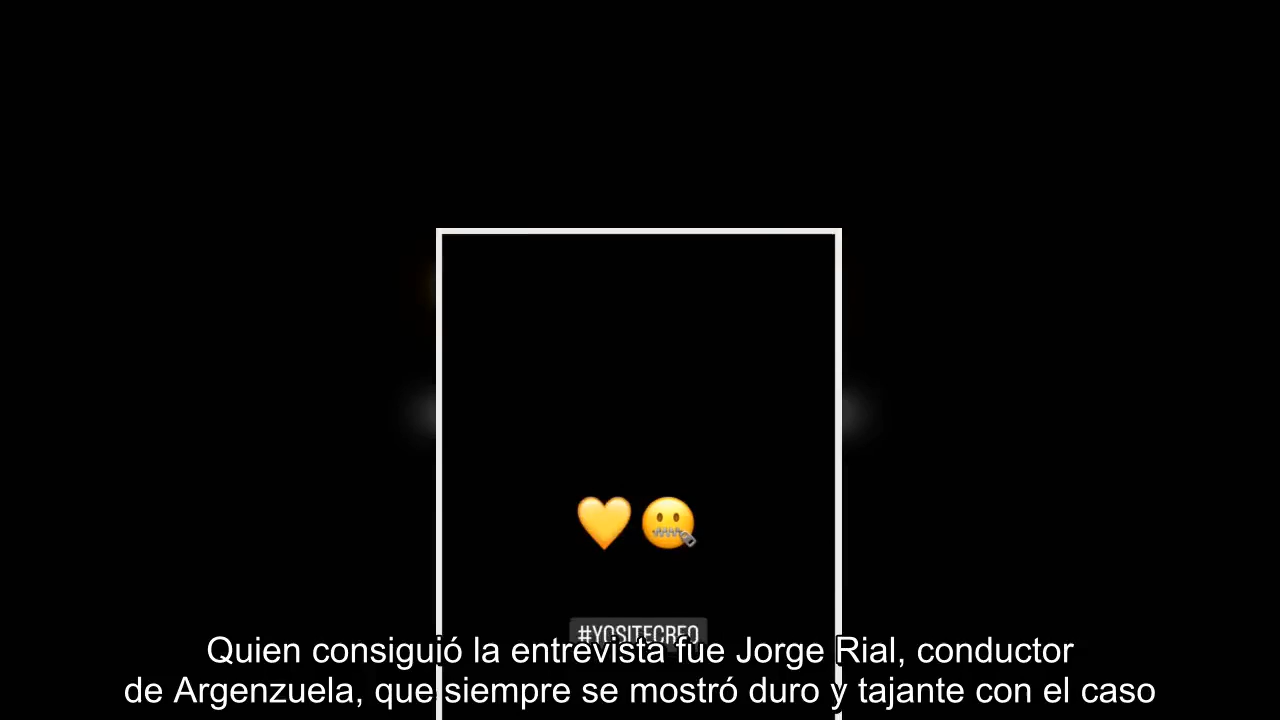 #YOSITECREO
Quien consiguió la entrevista fue Jorge Rial, conductor
de Argenzuela, que siempre se mostró duro y tajante con el caso